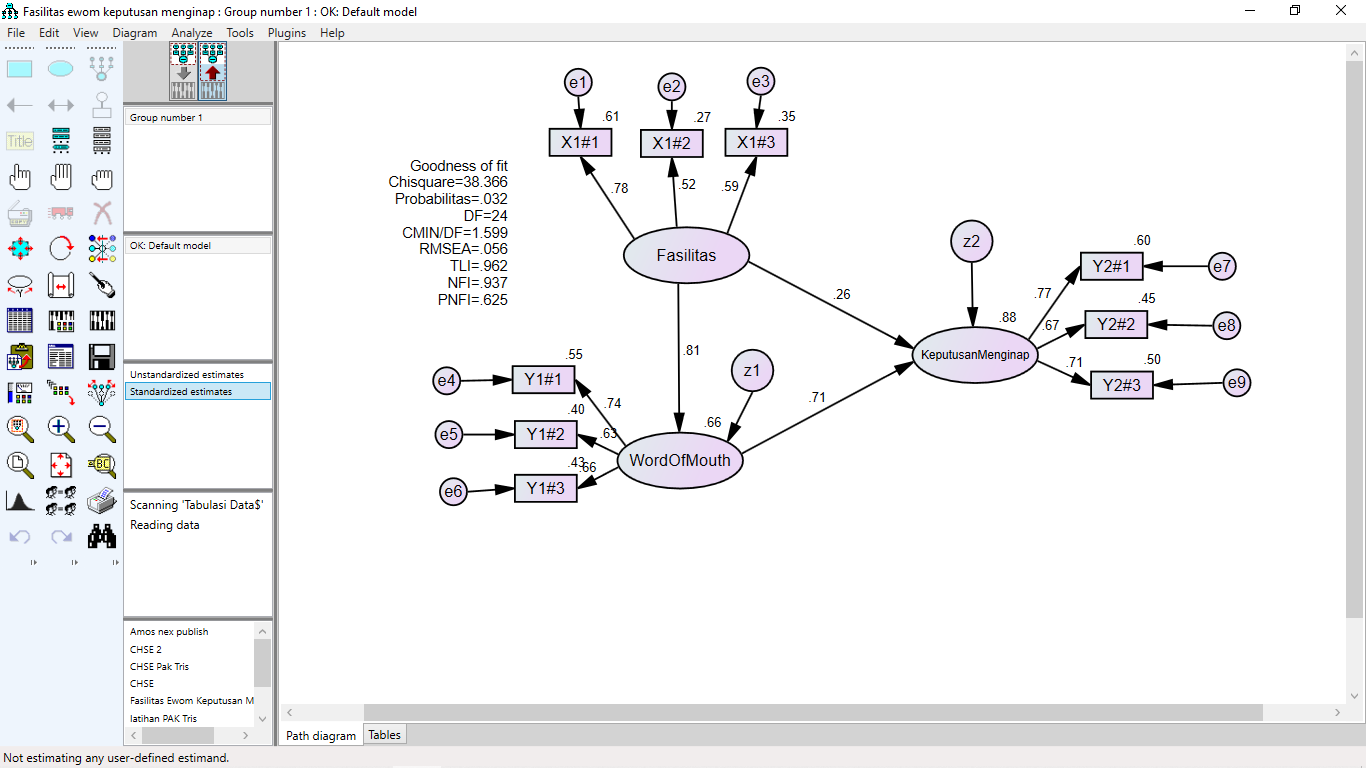 Fasilitas ewom keputusan menginap : Group number 1 : OK: Default model
File Edit View Diagram Analyze Tools Plugins Help
Title
Group number 1
OK: Default model
Unstandardized estimates
Standardized estimates
Scanning 'Tabulasi Data$'
Reading data
Amos nex publish
CHSE 2
CHSE Pak Tris
CHSE
Fasilitas Ewom Keputusan M
latihan PAK Tris
Goodness of fit
Chisquare=38.366
Probabilitas=.032
DF=24
CMIN/DF=1.599
RMSEA=.056
TLI=.962
NFI=.937
PNFI=.625
e1 e2 e3
.61 .27 .35
X1#1 X1#2 X1#3
.78 .52 .59
Fasilitas
.26
.81
z2
.88
KeputusanMenginap
.60
Y2#1 e7
.77
.45
.67 Y2#2 e8
.50
.71 Y2#3 e9
z1
.71
.66
WordOfMouth
.55
e4 Y1#1
.74
.40
e5 Y1#2 .63
.43 .66
e6 Y1#3
Path diagram Tables
Not estimating any user-defined estimand.